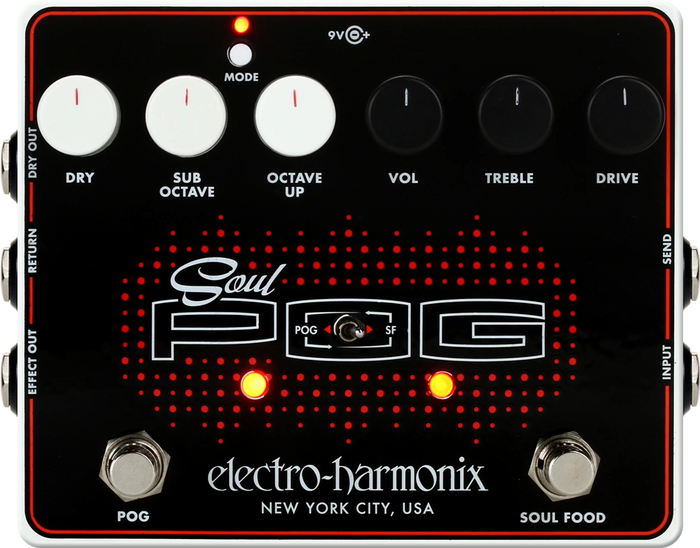 9V +
MODE
DRY
SUB
OCTAVE
OCTAVE
UP
VOL
TREBLE
DRIVE
DRY OUT
RETURN
EFFECT OUT
SEND
INPUT
Soul
POG
POG SF
electro-harmonix
NEW YORK CITY, USA
POG
SOUL FOOD